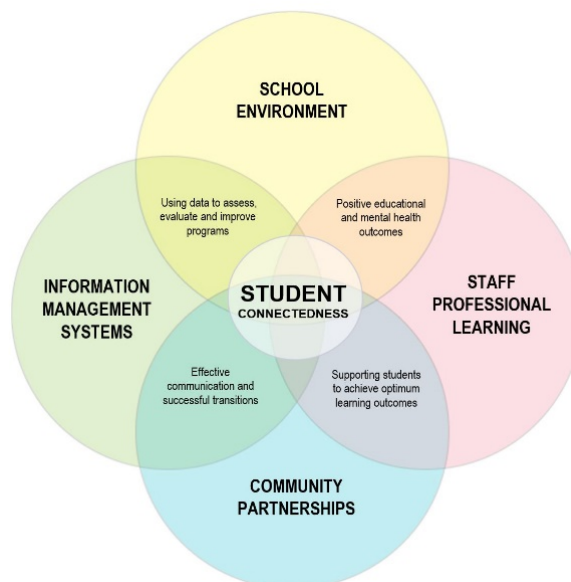 SCHOOL
ENVIRONMENT
Using data to assess,
evaluate and improve
programs
Positive educational
and mental health
outcomes
INFORMATION
MANAGEMENT
SYSTEMS
STUDENT
CONNECTEDNESS
STAFF
PROFESSIONAL
LEARNING
Effective
communication and
successful transitions
Supporting students
to achieve optimum
learning outcomes
COMMUNITY
PARTNERSHIPS